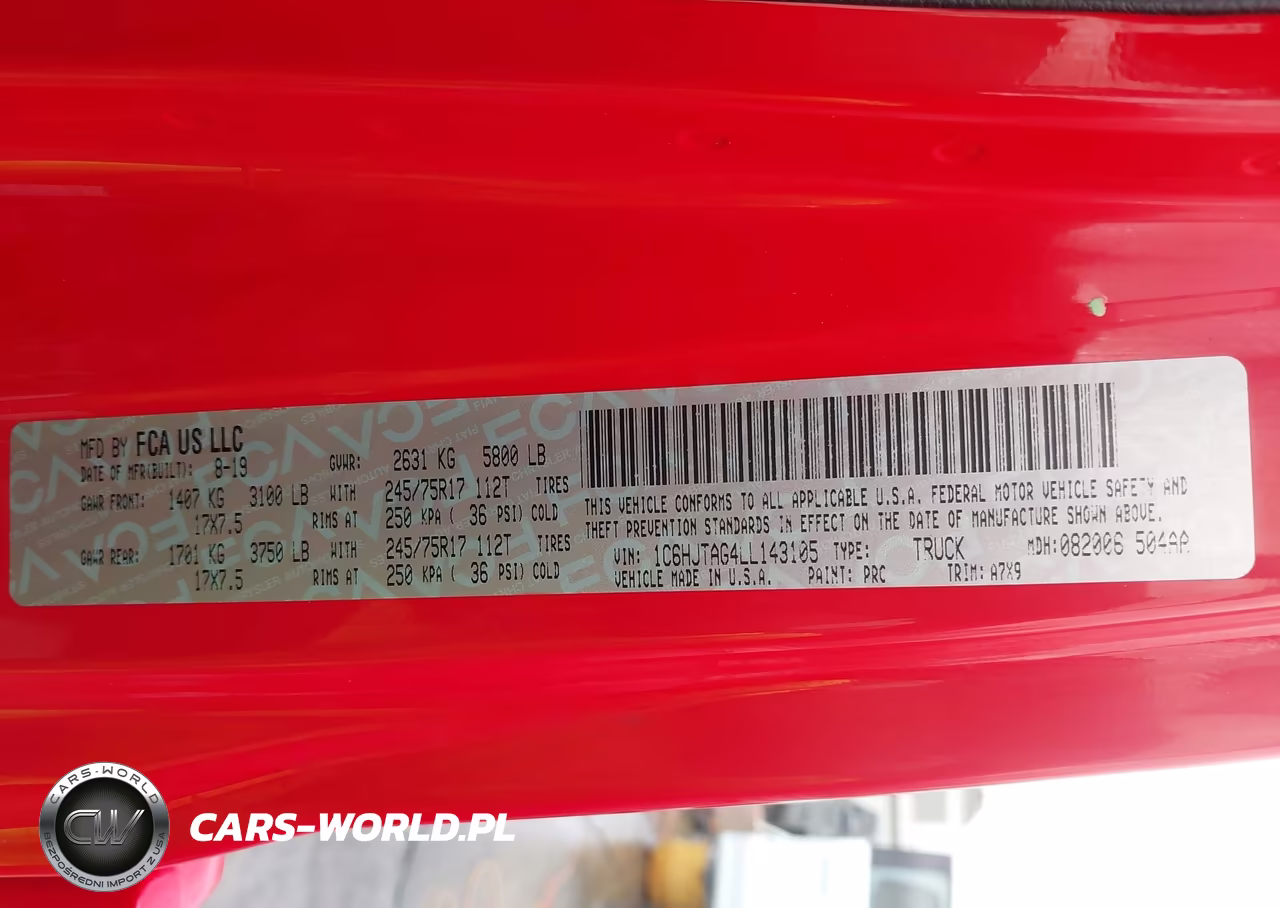 MFD BY FCA US LLC
DATE OF MFR(BUILT): 8-19 GVWR: 2631 KG 5800 LB
GAWR FRONT: 1407 KG 3100 LB WITH 245/75R17 112T TIRES
17X7.5 RIMS AT 250 KPA ( 36 PSI) COLD
GAWR REAR: 1701 KG 3750 LB WITH 245/75R17 112T TIRES
17X7.5 RIMS AT 250 KPA ( 36 PSI) COLD
THIS VEHICLE CONFORMS TO ALL APPLICABLE U.S.A. FEDERAL MOTOR VEHICLE SAFETY AND
THEFT PREVENTION STANDARDS IN EFFECT ON THE DATE OF MANUFACTURE SHOWN ABOVE.
VIN: 1C6HJTAG4LL143105 TYPE: TRUCK MDH:082006 504AA
VEHICLE MADE IN U.S.A. PAINT: PRC TRIM: A7X9
CARS-WORLD
CW
BEZPOŚREDNI IMPORT Z USA
CARS-WORLD.PL